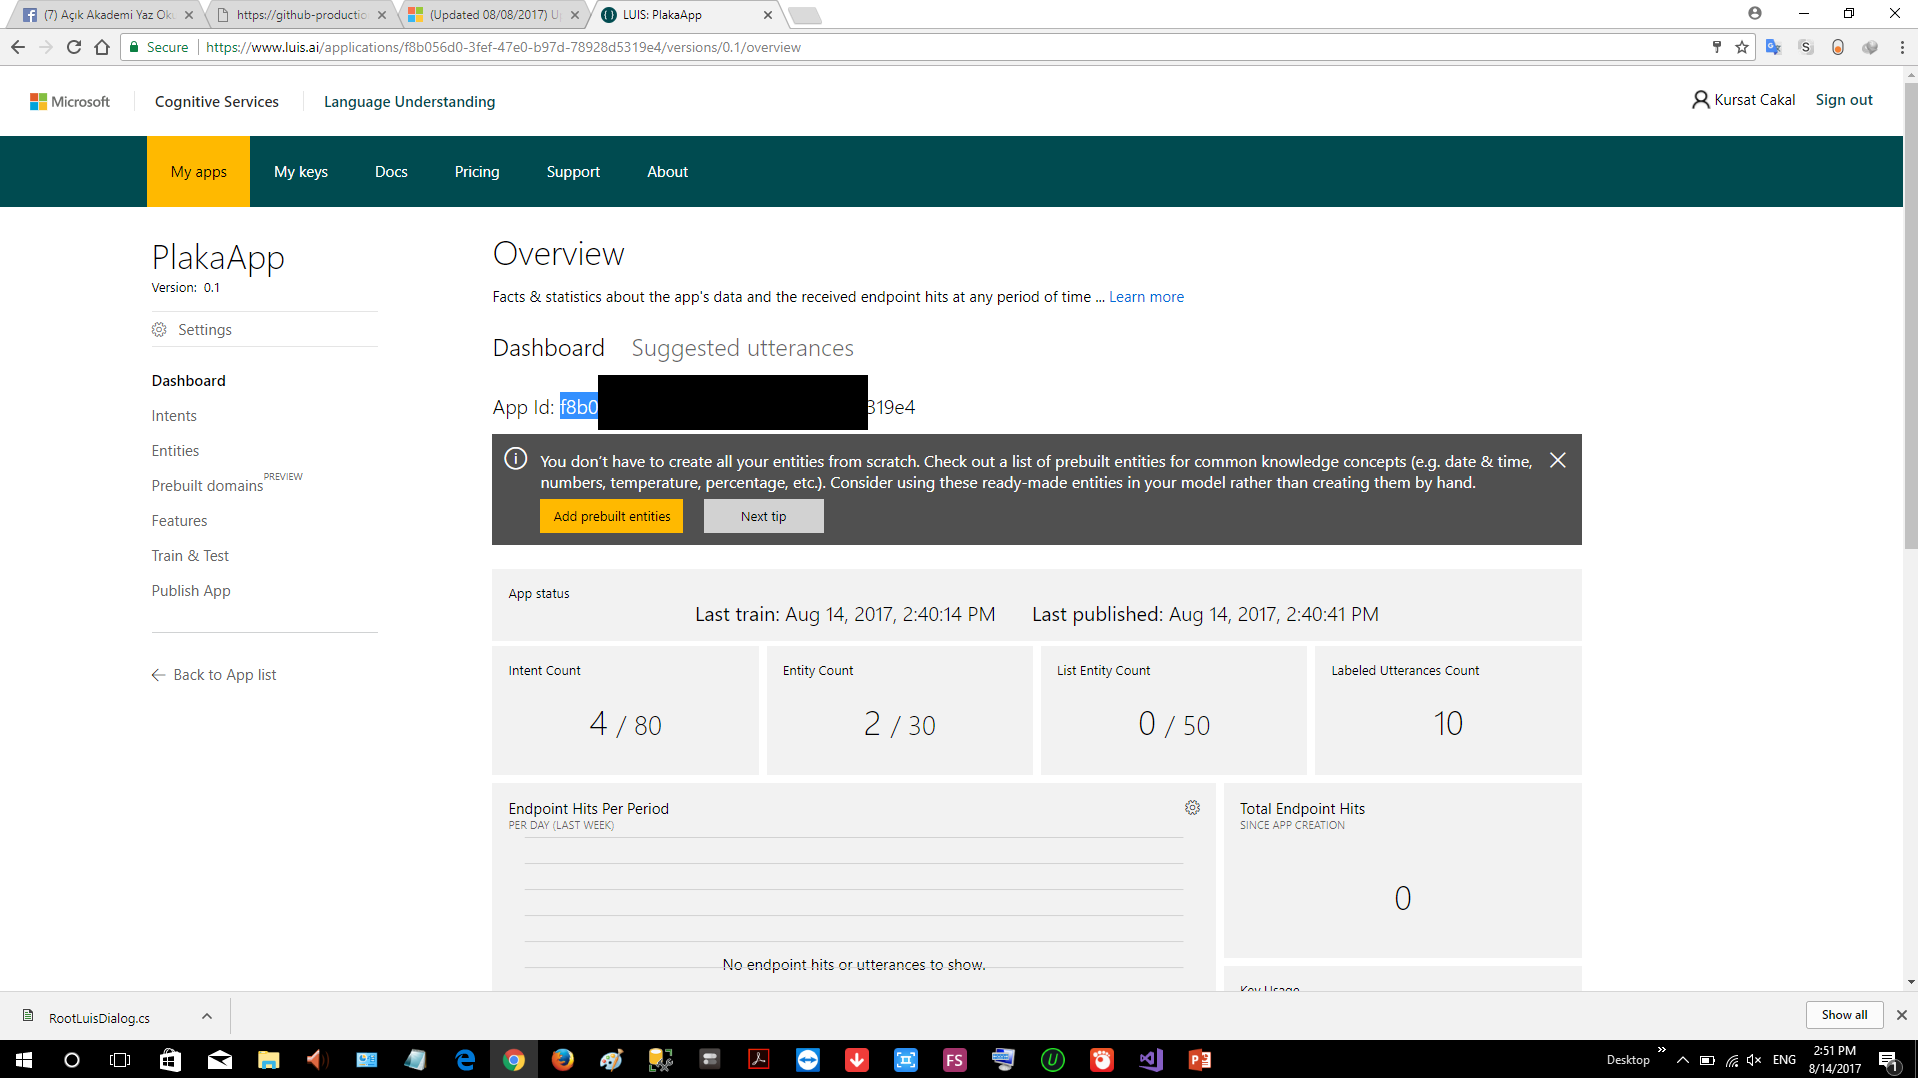 (7) Açık Akademi Yaz Oku
https://github-productio
(Updated 08/08/2017) U
LUIS: PlakaApp
Secure
https://www.luis.ai/applications/f8b056d0-3fef-47e0-b97d-78928d5319e4/versions/0.1/overview
Microsoft
Cognitive Services
Language Understanding
Kursat Cakal
Sign out
My apps
My keys
Docs
Pricing
Support
About
PlakaApp
Version: 0.1
Settings
Dashboard
Intents
Entities
Prebuilt domains PREVIEW
Features
Train & Test
Publish App
Back to App list
Overview
Facts & statistics about the app's data and the received endpoint hits at any period of time ... Learn more
Dashboard
Suggested utterances
App Id: f8b0
319e4
You don't have to create all your entities from scratch. Check out a list of prebuilt entities for common knowledge concepts (e.g. date & time,
numbers, temperature, percentage, etc.). Consider using these ready-made entities in your model rather than creating them by hand.
Add prebuilt entities
Next tip
App status
Last train: Aug 14, 2017, 2:40:14 PM
Last published: Aug 14, 2017, 2:40:41 PM
Intent Count
4 / 80
Entity Count
2 / 30
List Entity Count
0 / 50
Labeled Utterances Count
10
Endpoint Hits Per Period
PER DAY (LAST WEEK)
No endpoint hits or utterances to show.
Total Endpoint Hits
SINCE APP CREATION
0
Key Usage
RootLuisDialog.cs
Show all
FS
Desktop
ENG
2:51 PM
8/14/2017
1